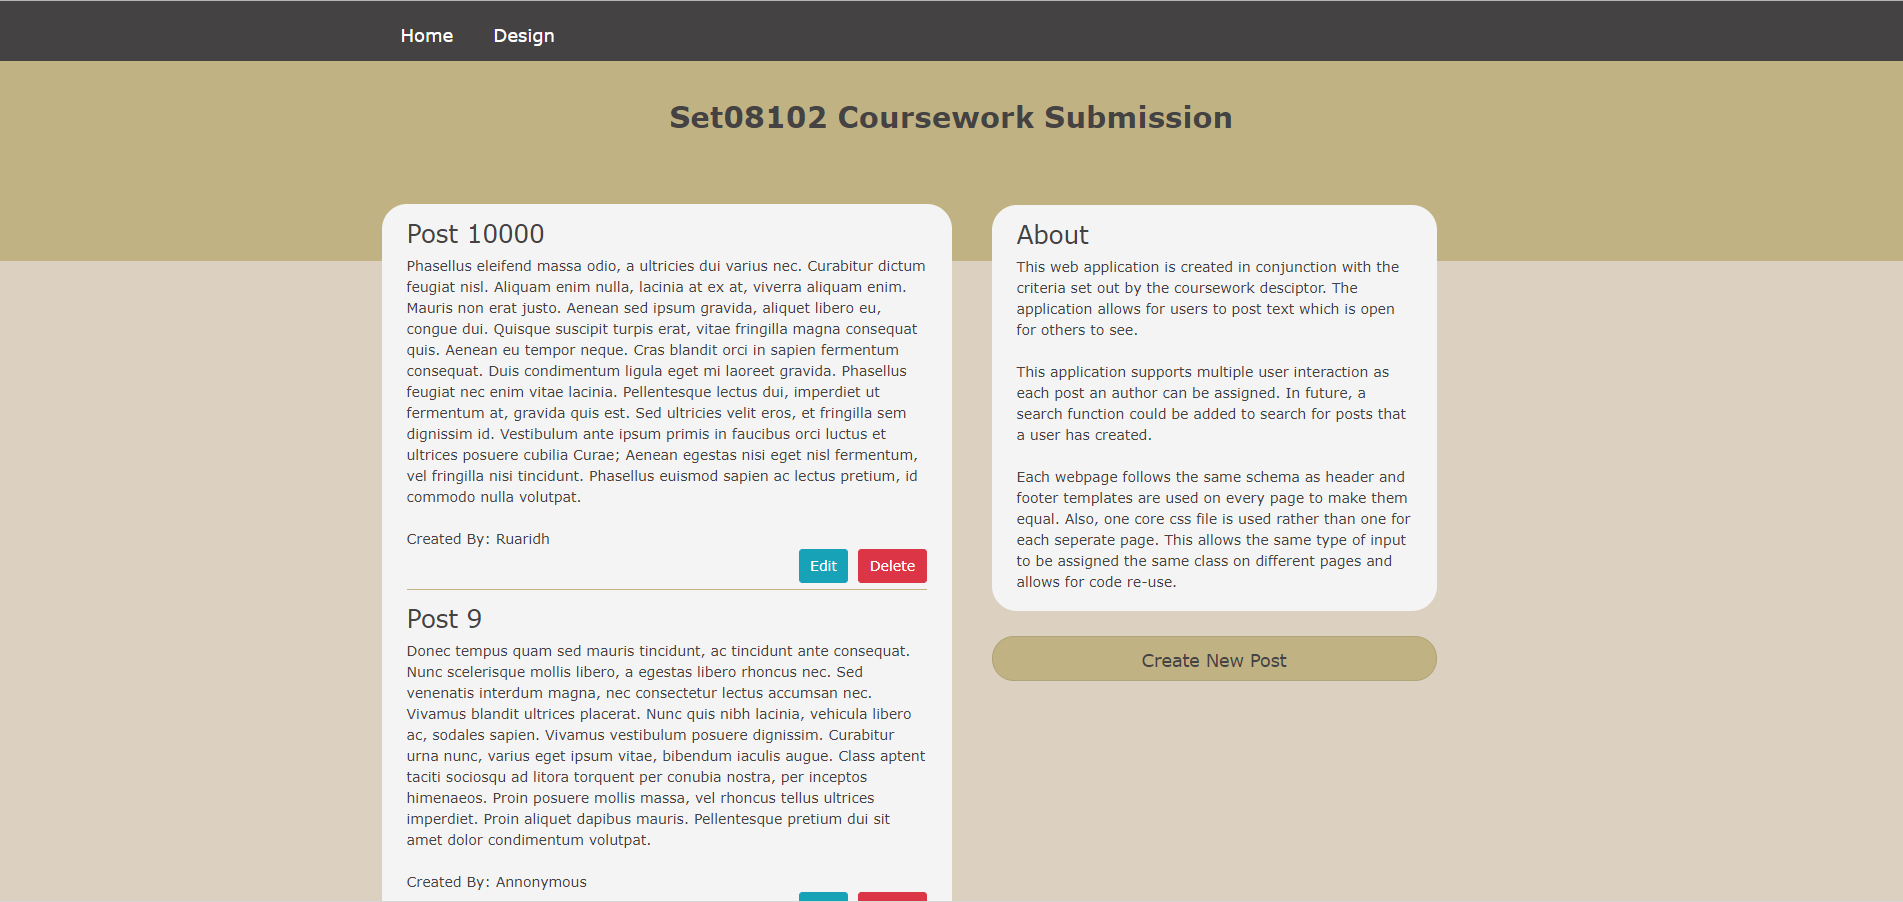 Home Design
Set08102 Coursework Submission
Post 10000
Phasellus eleifend massa odio, a ultricies dui varius nec. Curabitur dictum
feugiat nisl. Aliquam enim nulla, lacinia at ex at, viverra aliquam enim.
Mauris non erat justo. Aenean sed ipsum gravida, aliquet libero eu,
congue dui. Quisque suscipit turpis erat, vitae fringilla magna consequat
quis. Aenean eu tempor neque. Cras blandit orci in sapien fermentum
consequat. Duis condimentum ligula eget mi laoreet gravida. Phasellus
feugiat nec enim vitae lacinia. Pellentesque lectus dui, imperdiet ut
fermentum at, gravida quis est. Sed ultricies velit eros, et fringilla sem
dignissim id. Vestibulum ante ipsum primis in faucibus orci luctus et
ultrices posuere cubilia Curae; Aenean egestas nisi eget nisl fermentum,
vel fringilla nisi tincidunt. Phasellus euismod sapien ac lectus pretium, id
commodo nulla volutpat.
Created By: Ruaridh
Edit Delete
Post 9
Donec tempus quam sed mauris tincidunt, ac tincidunt ante consequat.
Nunc scelerisque mollis libero, a egestas libero rhoncus nec. Sed
venenatis interdum magna, nec consectetur lectus accumsan nec.
Vivamus blandit ultrices placerat. Nunc quis nibh lacinia, vehicula libero
ac, sodales sapien. Vivamus vestibulum posuere dignissim. Curabitur
urna nunc, varius eget ipsum vitae, bibendum iaculis augue. Class aptent
taciti sociosqu ad litora torquent per conubia nostra, per inceptos
himenaeos. Proin posuere mollis massa, vel rhoncus tellus ultrices
imperdiet. Proin aliquet dapibus mauris. Pellentesque pretium dui sit
amet dolor condimentum volutpat.
Created By: Annonymous
About
This web application is created in conjunction with the
criteria set out by the coursework desciptor. The
application allows for users to post text which is open
for others to see.
This application supports multiple user interaction as
each post an author can be assigned. In future, a
search function could be added to search for posts that
a user has created.
Each webpage follows the same schema as header and
footer templates are used on every page to make them
equal. Also, one core css file is used rather than one for
each seperate page. This allows the same type of input
to be assigned the same class on different pages and
allows for code re-use.
Create New Post